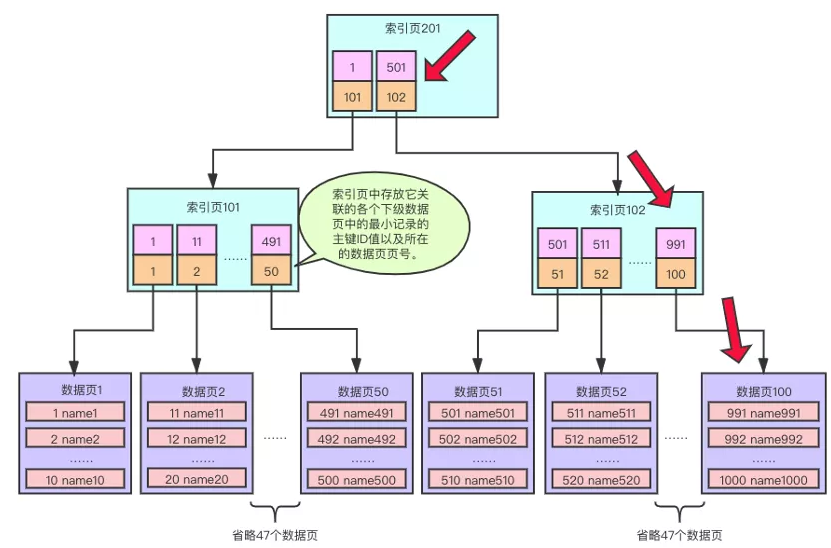 索引页201
1 501
101 102
索引页101
1 11 491
......
1 2 50
索引页中存放它关
联的各个下级数据
页中的最小记录的
主键ID值以及所在
的数据页页号。
索引页102
501 511 991
......
51 52 100
数据页1
1 name1
2 name2
......
10 name10
数据页2
11 name11
12 name12
......
20 name20
......
数据页50
491 name491
492 name492
......
500 name500
数据页51
501 name501
502 name502
......
510 name510
数据页52
511 name511
512 name512
......
520 name520
......
数据页100
991 name991
992 name992
......
1000 name1000
省略47个数据页
省略47个数据页